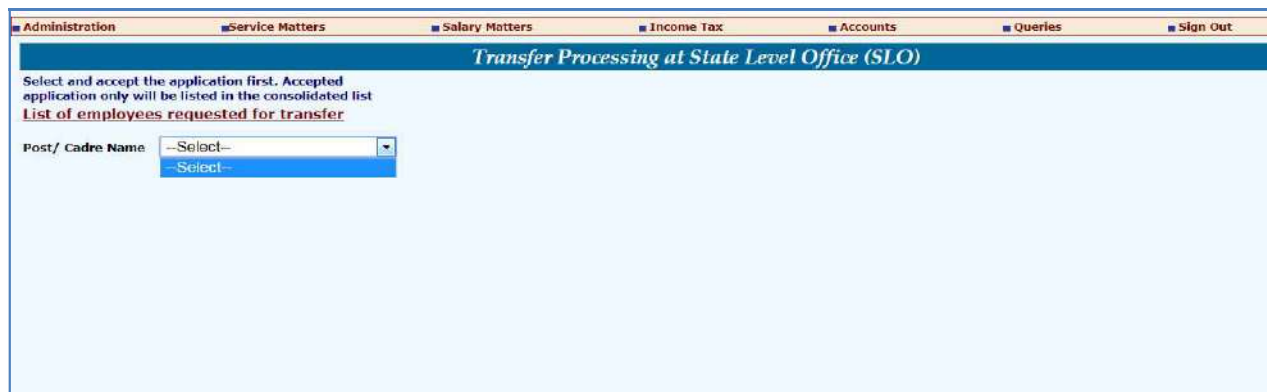 Administration Service Matters Salary Matters Income Tax Accounts Queries Sign Out
Transfer Processing at State Level Office (SLO)
Select and accept the application first. Accepted
application only will be listed in the consolidated list
List of employees requested for transfer
Post/ Cadre Name --Select--
--Select--